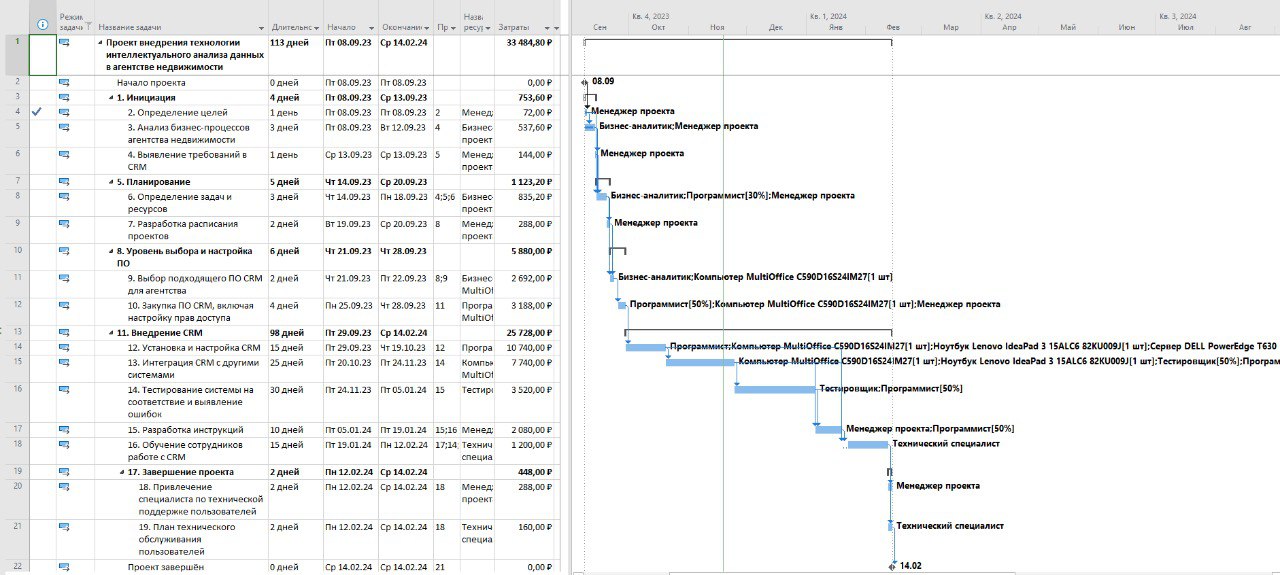 Кв. 4, 2023 Кв. 1, 2024 Кв. 2, 2024 Кв. 3, 2024
Режим задачи Название задачи Длительнс Начало Окончани Пр Назв. ресур Затраты Сен Окт Ноя Дек Янв Фев Мар Апр Май Июн Июл Авг
1 Проект внедрения технологии 113 дней Пт 08.09.23 Ср 14.02.24 33 484,80 ₽
интеллектуального анализа данных
в агентстве недвижимости
2 Начало проекта 0 дней Пт 08.09.23 Пт 08.09.23 0,00 ₽ 08.09
3 1. Инициация 4 дней Пт 08.09.23 Ср 13.09.23 753,60 ₽
4 2. Определение целей 1 день Пт 08.09.23 Пт 08.09.23 2 Менед 72,00 ₽ Менеджер проекта
5 3. Анализ бизнес-процессов 3 дней Пт 08.09.23 Вт 12.09.23 4 Бизнес 537,60 ₽ Бизнес-аналитик;Менеджер проекта
агентства недвижимости проект
6 4. Выявление требований в 1 день Ср 13.09.23 Ср 13.09.23 5 Менед 144,00 ₽ Менеджер проекта
CRM проект
7 5. Планирование 5 дней Чт 14.09.23 Ср 20.09.23 1 123,20 ₽
8 6. Определение задач и 3 дней Чт 14.09.23 Пн 18.09.23 4;5;6 Бизнес- 835,20 ₽ Бизнес-аналитик;Программист[30%];Менеджер проекта
ресурсов проект
9 7. Разработка расписания 2 дней Вт 19.09.23 Ср 20.09.23 8 Менед 288,00 ₽ Менеджер проекта
проектов проект
10 8. Уровень выбора и настройка 6 дней Чт 21.09.23 Чт 28.09.23 5 880,00 ₽
ПО
11 9. Выбор подходящего ПО CRM 2 дней Чт 21.09.23 Пт 22.09.23 8;9 Бизнес- 2 692,00 ₽ Бизнес-аналитик;Компьютер MultiOffice C590D16S24IM27[1 шт]
для агентства MultiOf
12 10. Закупка ПО CRM, включая 4 дней Пн 25.09.23 Чт 28.09.23 11 Програ 3 188,00 ₽ Программист[50%];Компьютер MultiOffice C590D16S24IM27[1 шт];Менеджер проекта
настройку прав доступа MultiOf
13 11. Внедрение CRM 98 дней Пт 29.09.23 Ср 14.02.24 25 728,00 ₽
14 12. Установка и настройка CRM 15 дней Пт 29.09.23 Чт 19.10.23 12 Програ 10 740,00 ₽ Программист;Компьютер MultiOffice C590D16S24IM27[1 шт];Ноутбук Lenovo IdeaPad 3 15ALC6 82KU009J[1 шт];Сервер DELL PowerEdge T630
15 13. Интеграция CRM с другими 25 дней Пт 20.10.23 Пт 24.11.23 14 Компью 7 740,00 ₽ Компьютер MultiOffice C590D16S24IM27[1 шт];Ноутбук Lenovo IdeaPad 3 15ALC6 82KU009J[1 шт];Тестировщик[50%];Програм
системами MultiOf
16 14. Тестирование системы на 30 дней Пт 24.11.23 Пт 05.01.24 15 Тестирс 3 520,00 ₽ Тестировщик;Программист[50%]
соответствие и выявление
ошибок
17 15. Разработка инструкций 10 дней Пт 05.01.24 Пт 19.01.24 15;16 Менед 2 080,00 ₽ Менеджер проекта;Программист[50%]
18 16. Обучение сотрудников 15 дней Пт 19.01.24 Пн 12.02.24 17;14; Технич 1 200,00 ₽ Технический специалист
работе с CRM специа
19 17. Завершение проекта 2 дней Пн 12.02.24 Ср 14.02.24 448,00 ₽
20 18. Привлечение 2 дней Пн 12.02.24 Ср 14.02.24 18 Менед 288,00 ₽ Менеджер проекта
специалиста по технической проект
поддержке пользователей
21 19. План технического 2 дней Пн 12.02.24 Ср 14.02.24 18 Технич 160,00 ₽ Технический специалист
обслуживания специа
пользователей
22 Проект завершён 0 дней Ср 14.02.24 Ср 14.02.24 21 0,00 ₽ 14.02